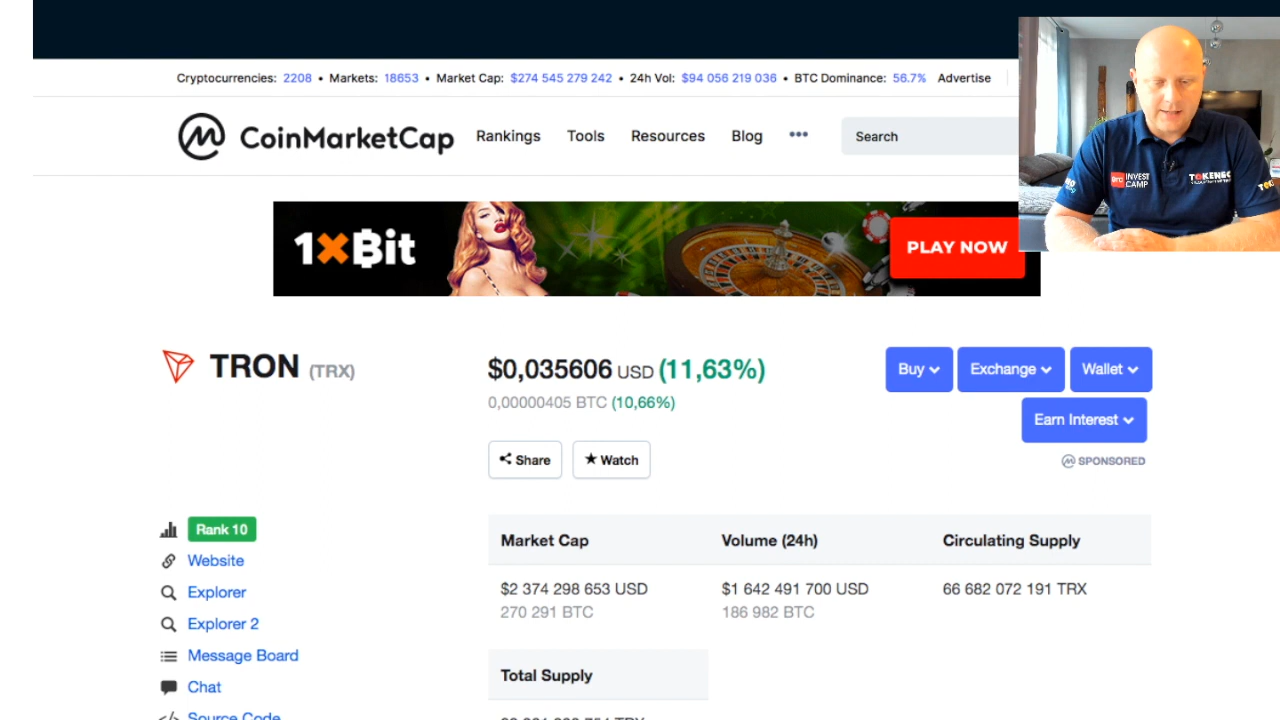 Cryptocurrencies: 2208 • Markets: 18653 • Market Cap: $274 545 279 242 • 24h Vol: $94 056 219 036 • BTC Dominance: 56.7% Advertise
CoinMarketCap Rankings Tools Resources Blog ••• Search
INVEST
CAMP
1xBit PLAY NOW
TRON (TRX)
$0,035606 USD (11,63%)
0,00000405 BTC (10,66%)
Buy Exchange Wallet
Earn Interest
SPONSORED
Share Watch
Rank 10
Website
Explorer
Explorer 2
Message Board
Chat
Source Code
Market Cap Volume (24h) Circulating Supply
$2 374 298 653 USD $1 642 491 700 USD 66 682 072 191 TRX
270 291 BTC 186 982 BTC
Total Supply